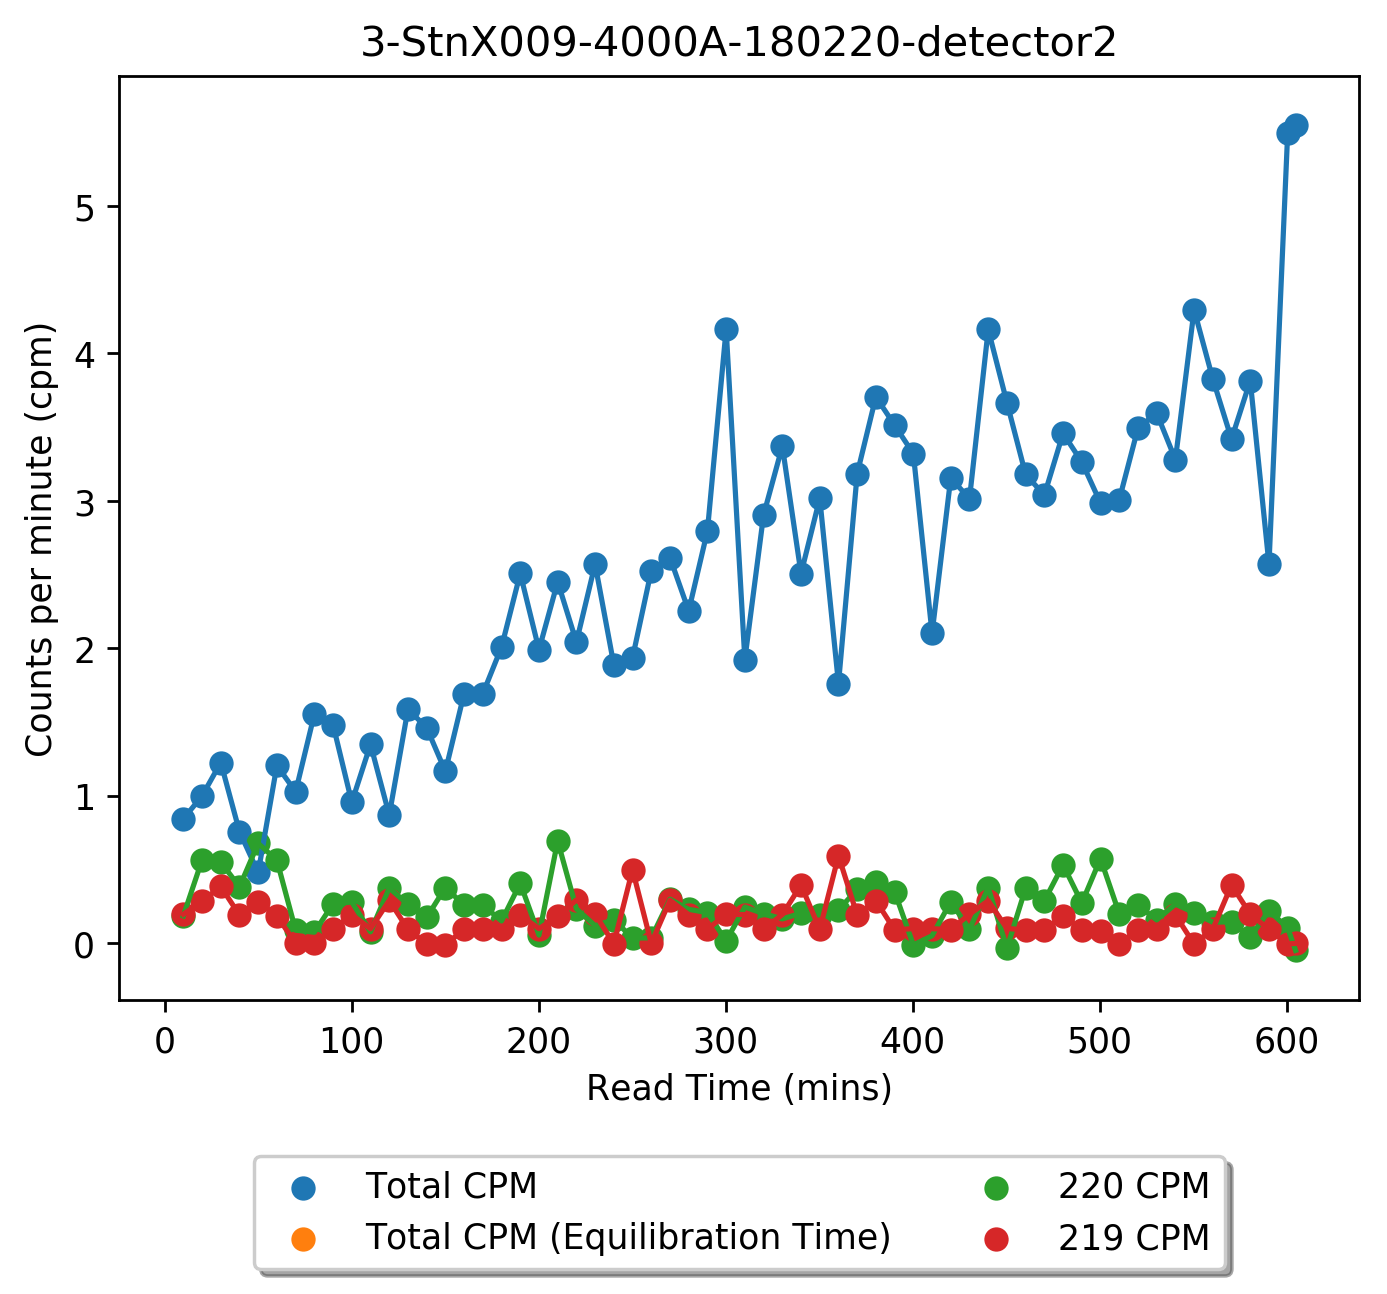 3-StnX009-4000A-180220-detector2
Counts per minute (cpm)
5
4
3
2
1
0
0 100 200 300 400 500 600
Read Time (mins)
Total CPM
Total CPM (Equilibration Time)
220 CPM
219 CPM